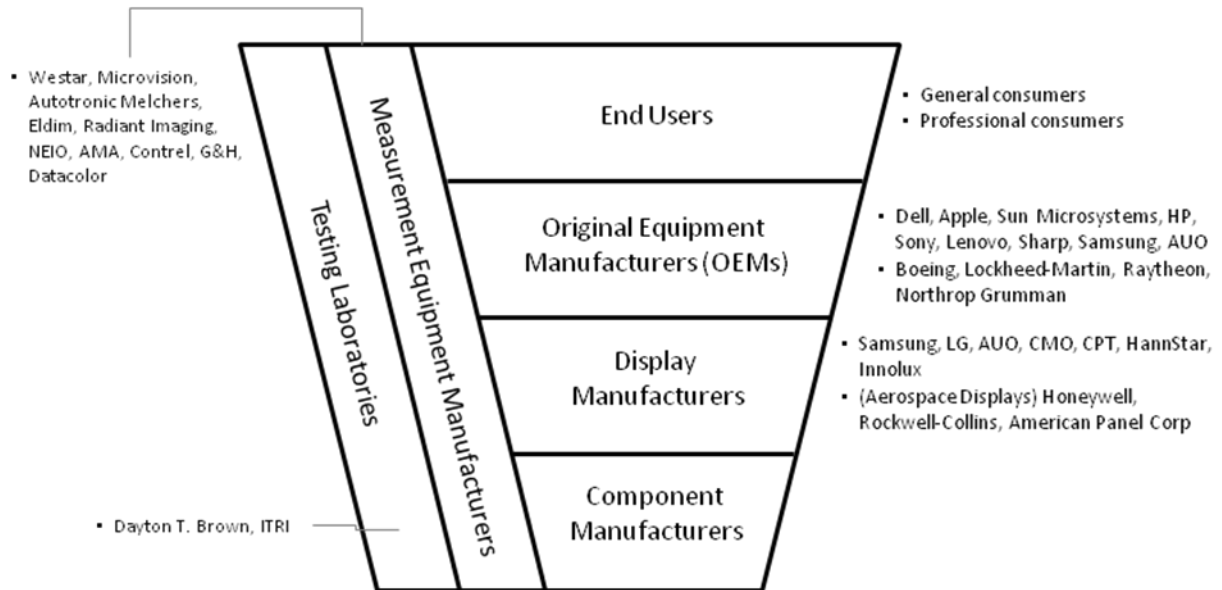 ▪ Westar, Microvision,
Autotronic Melchers,
Eldim, Radiant Imaging,
NEIO, AMA, Contrel, G&H,
Datacolor
▪ Dayton T. Brown, ITRI
Testing Laboratories
Measurement Equipment Manufacturers
End Users
▪ General consumers
▪ Professional consumers
Original Equipment
Manufacturers (OEMs)
▪ Dell, Apple, Sun Microsystems, HP,
Sony, Lenovo, Sharp, Samsung, AUO
▪ Boeing, Lockheed-Martin, Raytheon,
Northrop Grumman
Display
Manufacturers
▪ Samsung, LG, AUO, CMO, CPT, HannStar,
Innolux
▪ (Aerospace Displays) Honeywell,
Rockwell-Collins, American Panel Corp
Component
Manufacturers